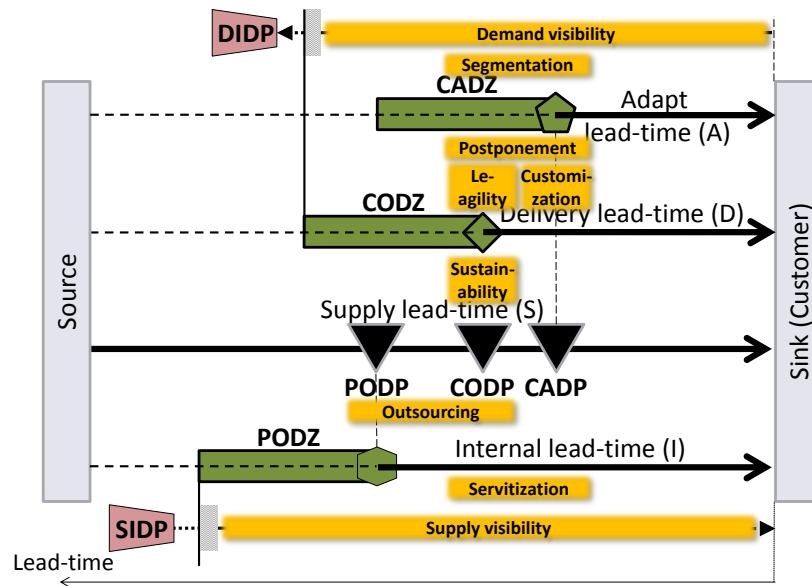 DIDP
Demand visibility
Segmentation
CADZ
Adapt
lead-time (A)
Postponement
Le-
agility
Customi-
zation
CODZ
Delivery lead-time (D)
Sustain-
ability
Source
Supply lead-time (S)
Sink (Customer)
PODP
CODP
CADP
Outsourcing
PODZ
Internal lead-time (I)
Servitization
SIDP
Supply visibility
Lead-time